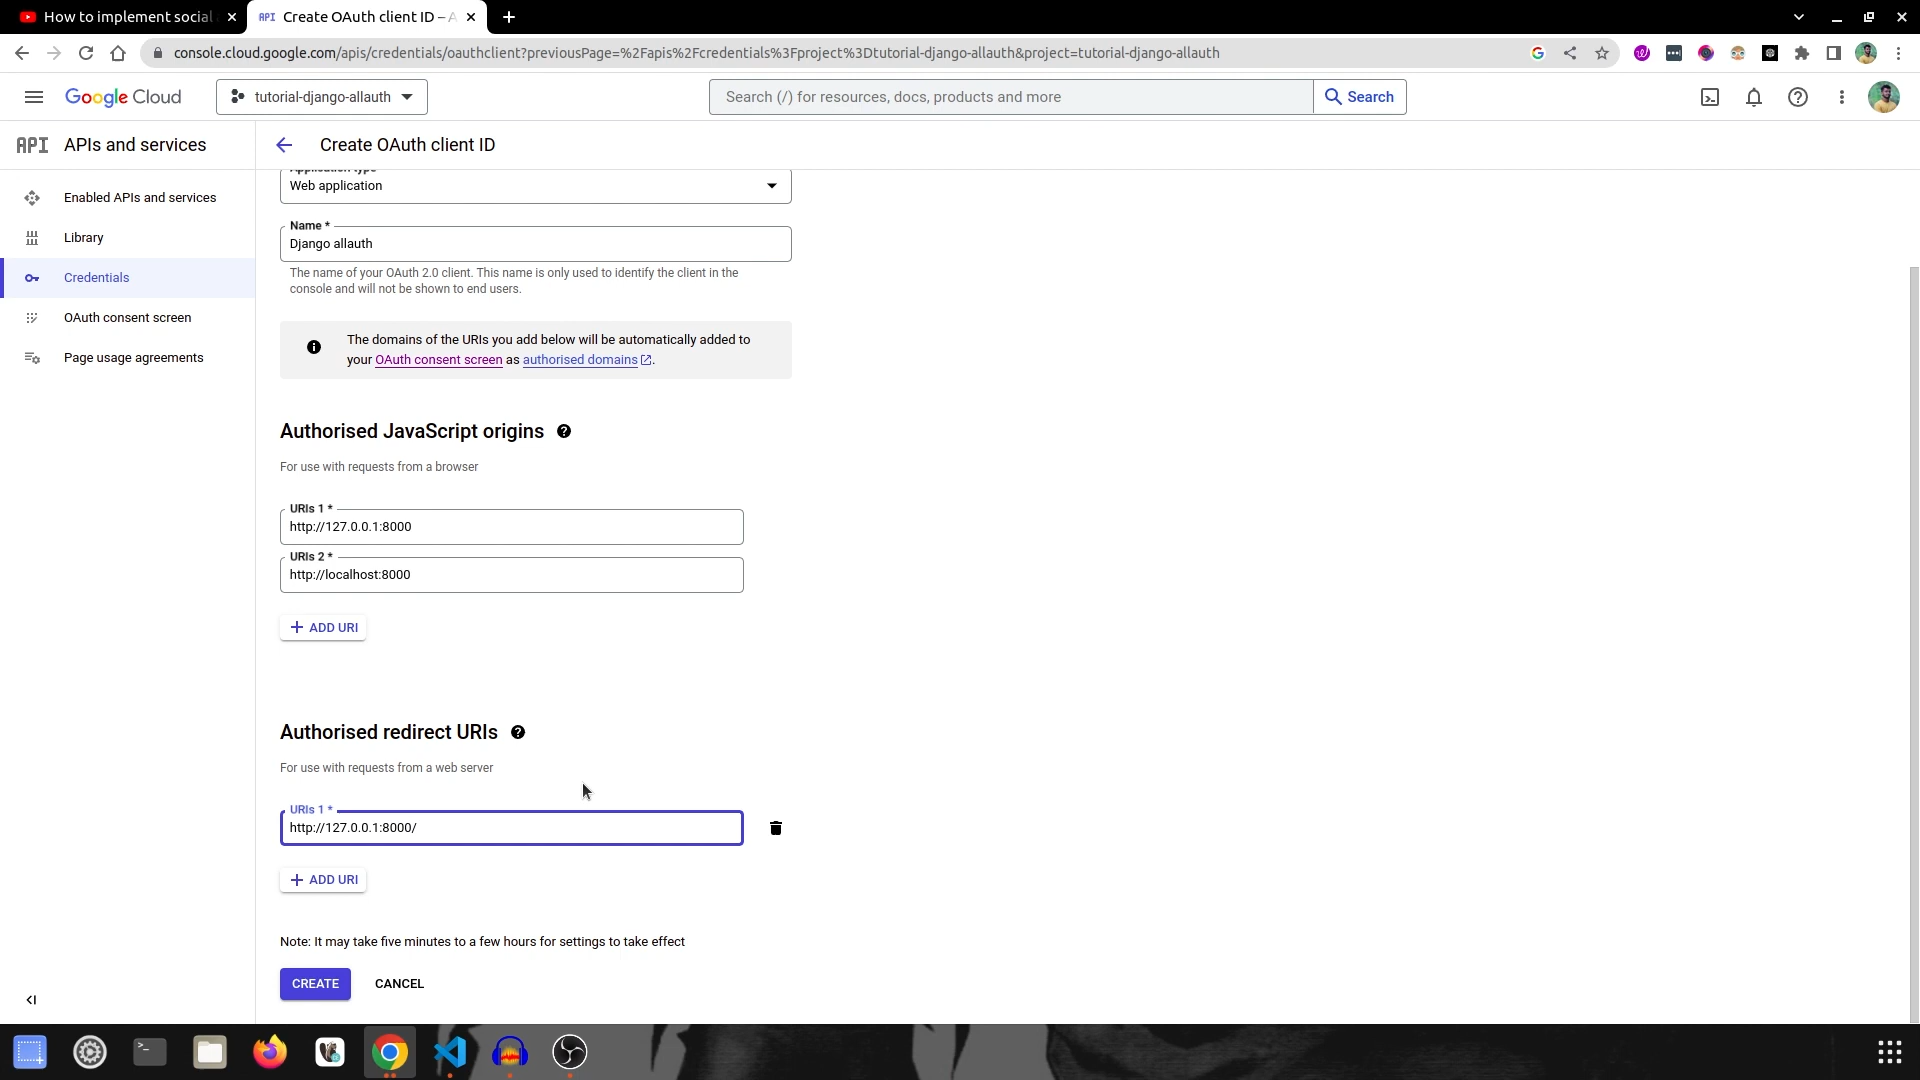 How to implement social
API Create OAuth client ID – A
console.cloud.google.com/apis/credentials/oauthclient?previousPage=%2Fapis%2Fcredentials%3Fproject%3Dtutorial-django-allauth&project=tutorial-django-allauth
Google Cloud
tutorial-django-allauth
Search (/) for resources, docs, products and more
Search
API APIs and services
Create OAuth client ID
Enabled APIs and services
Library
Credentials
OAuth consent screen
Page usage agreements
Application type
Web application
Name *
Django allauth
The name of your OAuth 2.0 client. This name is only used to identify the client in the
console and will not be shown to end users.
The domains of the URIs you add below will be automatically added to
your OAuth consent screen as authorised domains.
Authorised JavaScript origins
For use with requests from a browser
URIs 1 *
http://127.0.0.1:8000
URIs 2 *
http://localhost:8000
+ ADD URI
Authorised redirect URIs
For use with requests from a web server
URIs 1 *
http://127.0.0.1:8000/
+ ADD URI
Note: It may take five minutes to a few hours for settings to take effect
CREATE
CANCEL